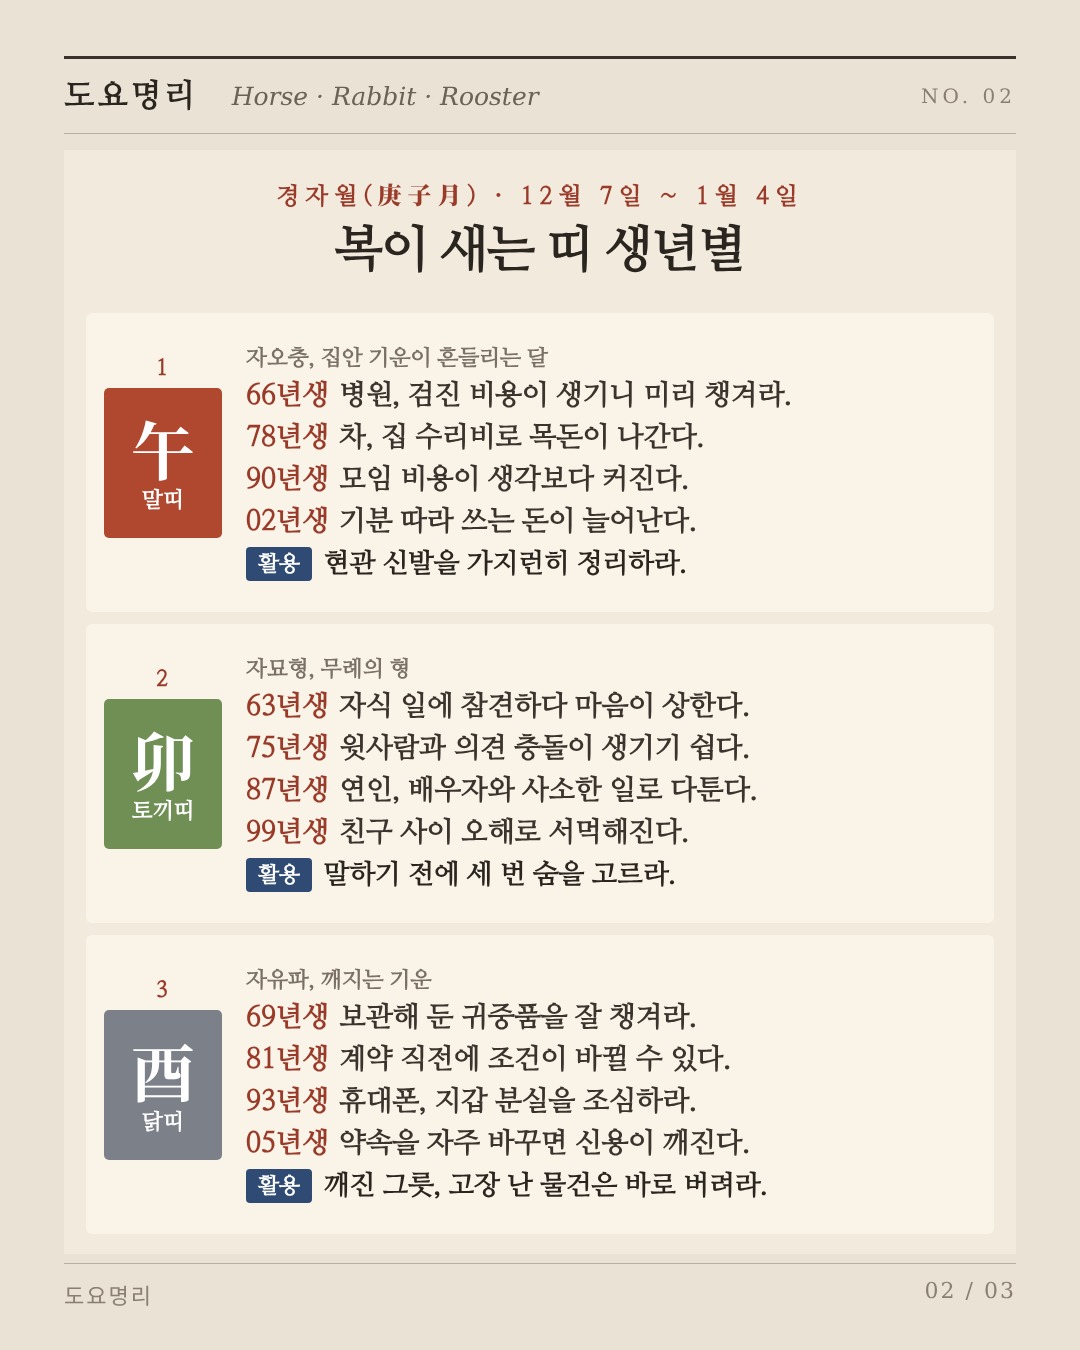 도요명리 Horse · Rabbit · Rooster NO. 02
경자월(庚子月) · 12월 7일 ~ 1월 4일
복이 새는 띠 생년별
1
午
말띠
자오충, 집안 기운이 흔들리는 달
66년생 병원, 검진 비용이 생기니 미리 챙겨라.
78년생 차, 집 수리비로 목돈이 나간다.
90년생 모임 비용이 생각보다 커진다.
02년생 기분 따라 쓰는 돈이 늘어난다.
활용 현관 신발을 가지런히 정리하라.
2
卯
토끼띠
자묘형, 무례의 형
63년생 자식 일에 참견하다 마음이 상한다.
75년생 윗사람과 의견 충돌이 생기기 쉽다.
87년생 연인, 배우자와 사소한 일로 다툰다.
99년생 친구 사이 오해로 서먹해진다.
활용 말하기 전에 세 번 숨을 고르라.
3
酉
닭띠
자유파, 깨지는 기운
69년생 보관해 둔 귀중품을 잘 챙겨라.
81년생 계약 직전에 조건이 바뀔 수 있다.
93년생 휴대폰, 지갑 분실을 조심하라.
05년생 약속을 자주 바꾸면 신용이 깨진다.
활용 깨진 그릇, 고장 난 물건은 바로 버려라.
도요명리 02 / 03